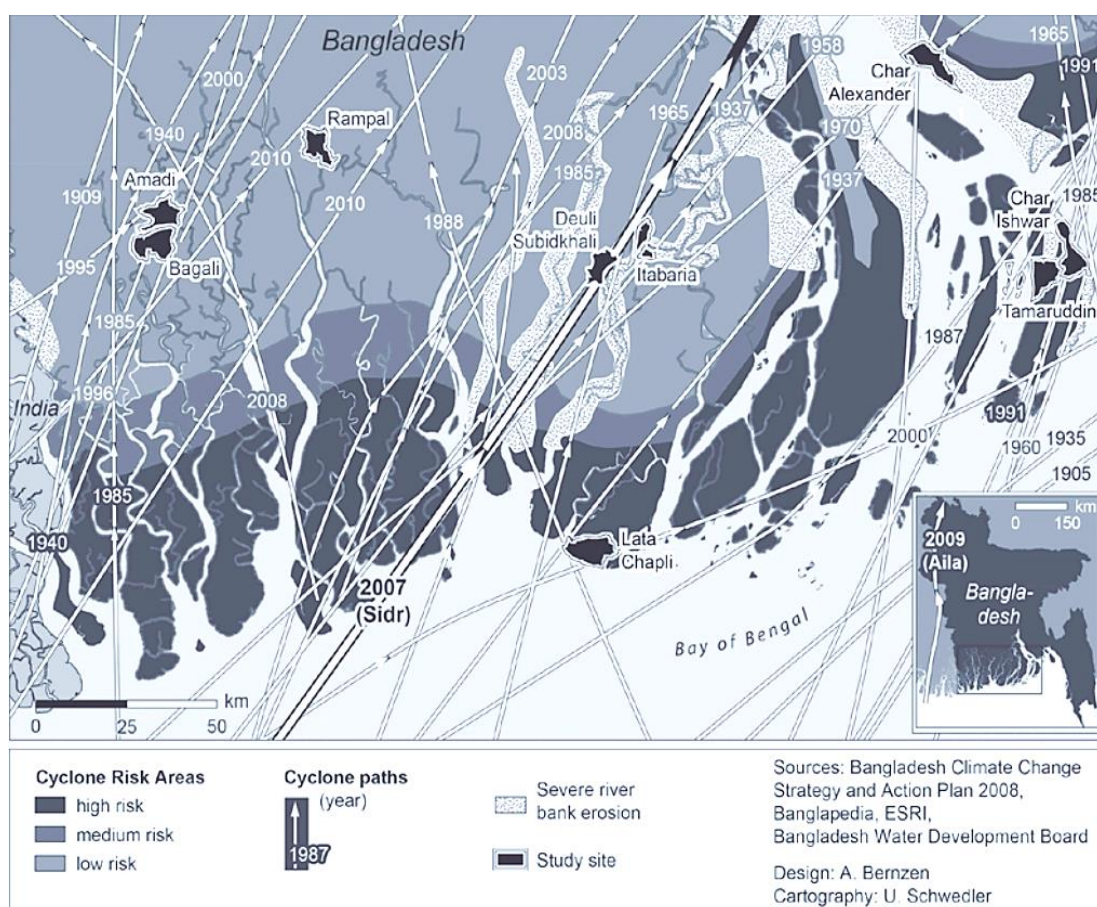 Bangladesh
2000
2003
1958
1965
1991
Char
Alexander
1940
Rampal
2008
1965
1937
1970
2010
1985
1937
Amadi
1909
2010
1988
Char
Ishwar
1985
Bagali
Deuli
Subidkhali
Itabaria
1995
Tamaruddin
1985
1987
India
1996
2008
1991
2000
1960
1935
1905
1985
1940
Lata
Chapli
2007
(Sidr)
Bay of Bengal
km
0 150
2009
(Aila)
Bangla-
desh
km
0 25 50
Cyclone Risk Areas
high risk
medium risk
low risk
Cyclone paths
(year)
1987
Severe river
bank erosion
Study site
Sources: Bangladesh Climate Change
Strategy and Action Plan 2008,
Banglapedia, ESRI,
Bangladesh Water Development Board
Design: A. Bernzen
Cartography: U. Schwedler